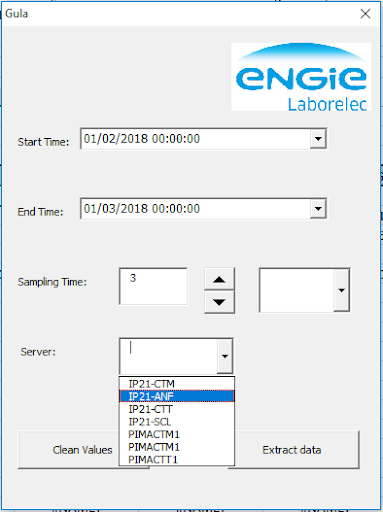 Gula
ENGIE
Laborelec
Start Time: 01/02/2018 00:00:00
End Time: 01/03/2018 00:00:00
Sampling Time: 3
Server:
IP21-CTM
IP21-ANF
IP21-CTT
IP21-SCL
PIMACTM1
PIMACTM1
PIMACTT1
Clean Values Extract data